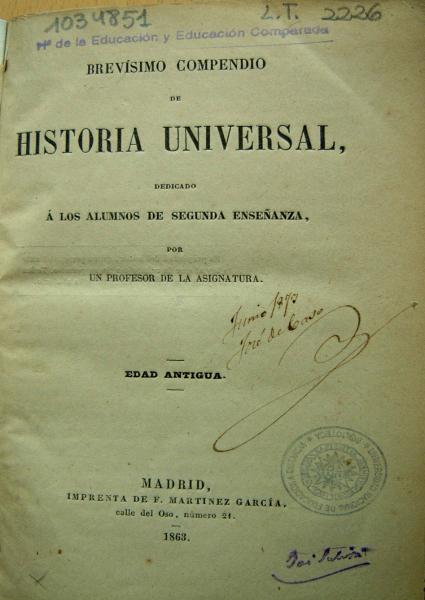 1034851
L.T. 2226
Hª de la Educación y Educación Comparada
BREVÍSIMO COMPENDIO
DE
HISTORIA UNIVERSAL,
DEDICADO
Á LOS ALUMNOS DE SEGUNDA ENSEÑANZA,
POR
UN PROFESOR DE LA ASIGNATURA.
Junio 1873
José de Caso
EDAD ANTIGUA.
MADRID,
IMPRENTA DE F. MARTINEZ GARCÍA,
calle del Oso, número 21.
1863.